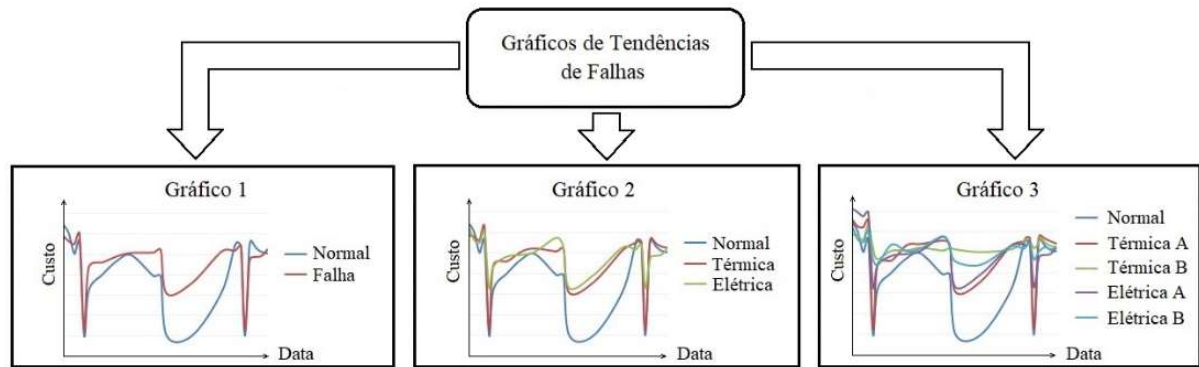 Gráficos de Tendências
de Falhas
Gráfico 1
Custo
Normal
Falha
Data
Gráfico 2
Custo
Normal
Térmica
Elétrica
Data
Gráfico 3
Custo
Normal
Térmica A
Térmica B
Elétrica A
Elétrica B
Data